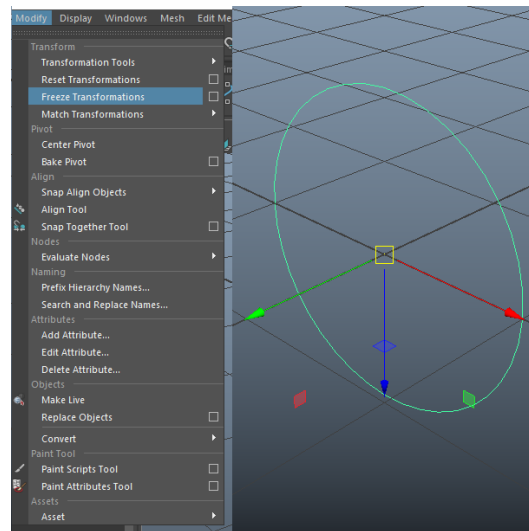 Modify Display Windows Mesh Edit Me
Transform
Transformation Tools
Reset Transformations
Freeze Transformations
Match Transformations
Pivot
Center Pivot
Bake Pivot
Align
Snap Align Objects
Align Tool
Snap Together Tool
Nodes
Evaluate Nodes
Naming
Prefix Hierarchy Names...
Search and Replace Names...
Attributes
Add Attribute...
Edit Attribute...
Delete Attribute...
Objects
Make Live
Replace Objects
Convert
Paint Tool
Paint Scripts Tool
Paint Attributes Tool
Assets
Asset